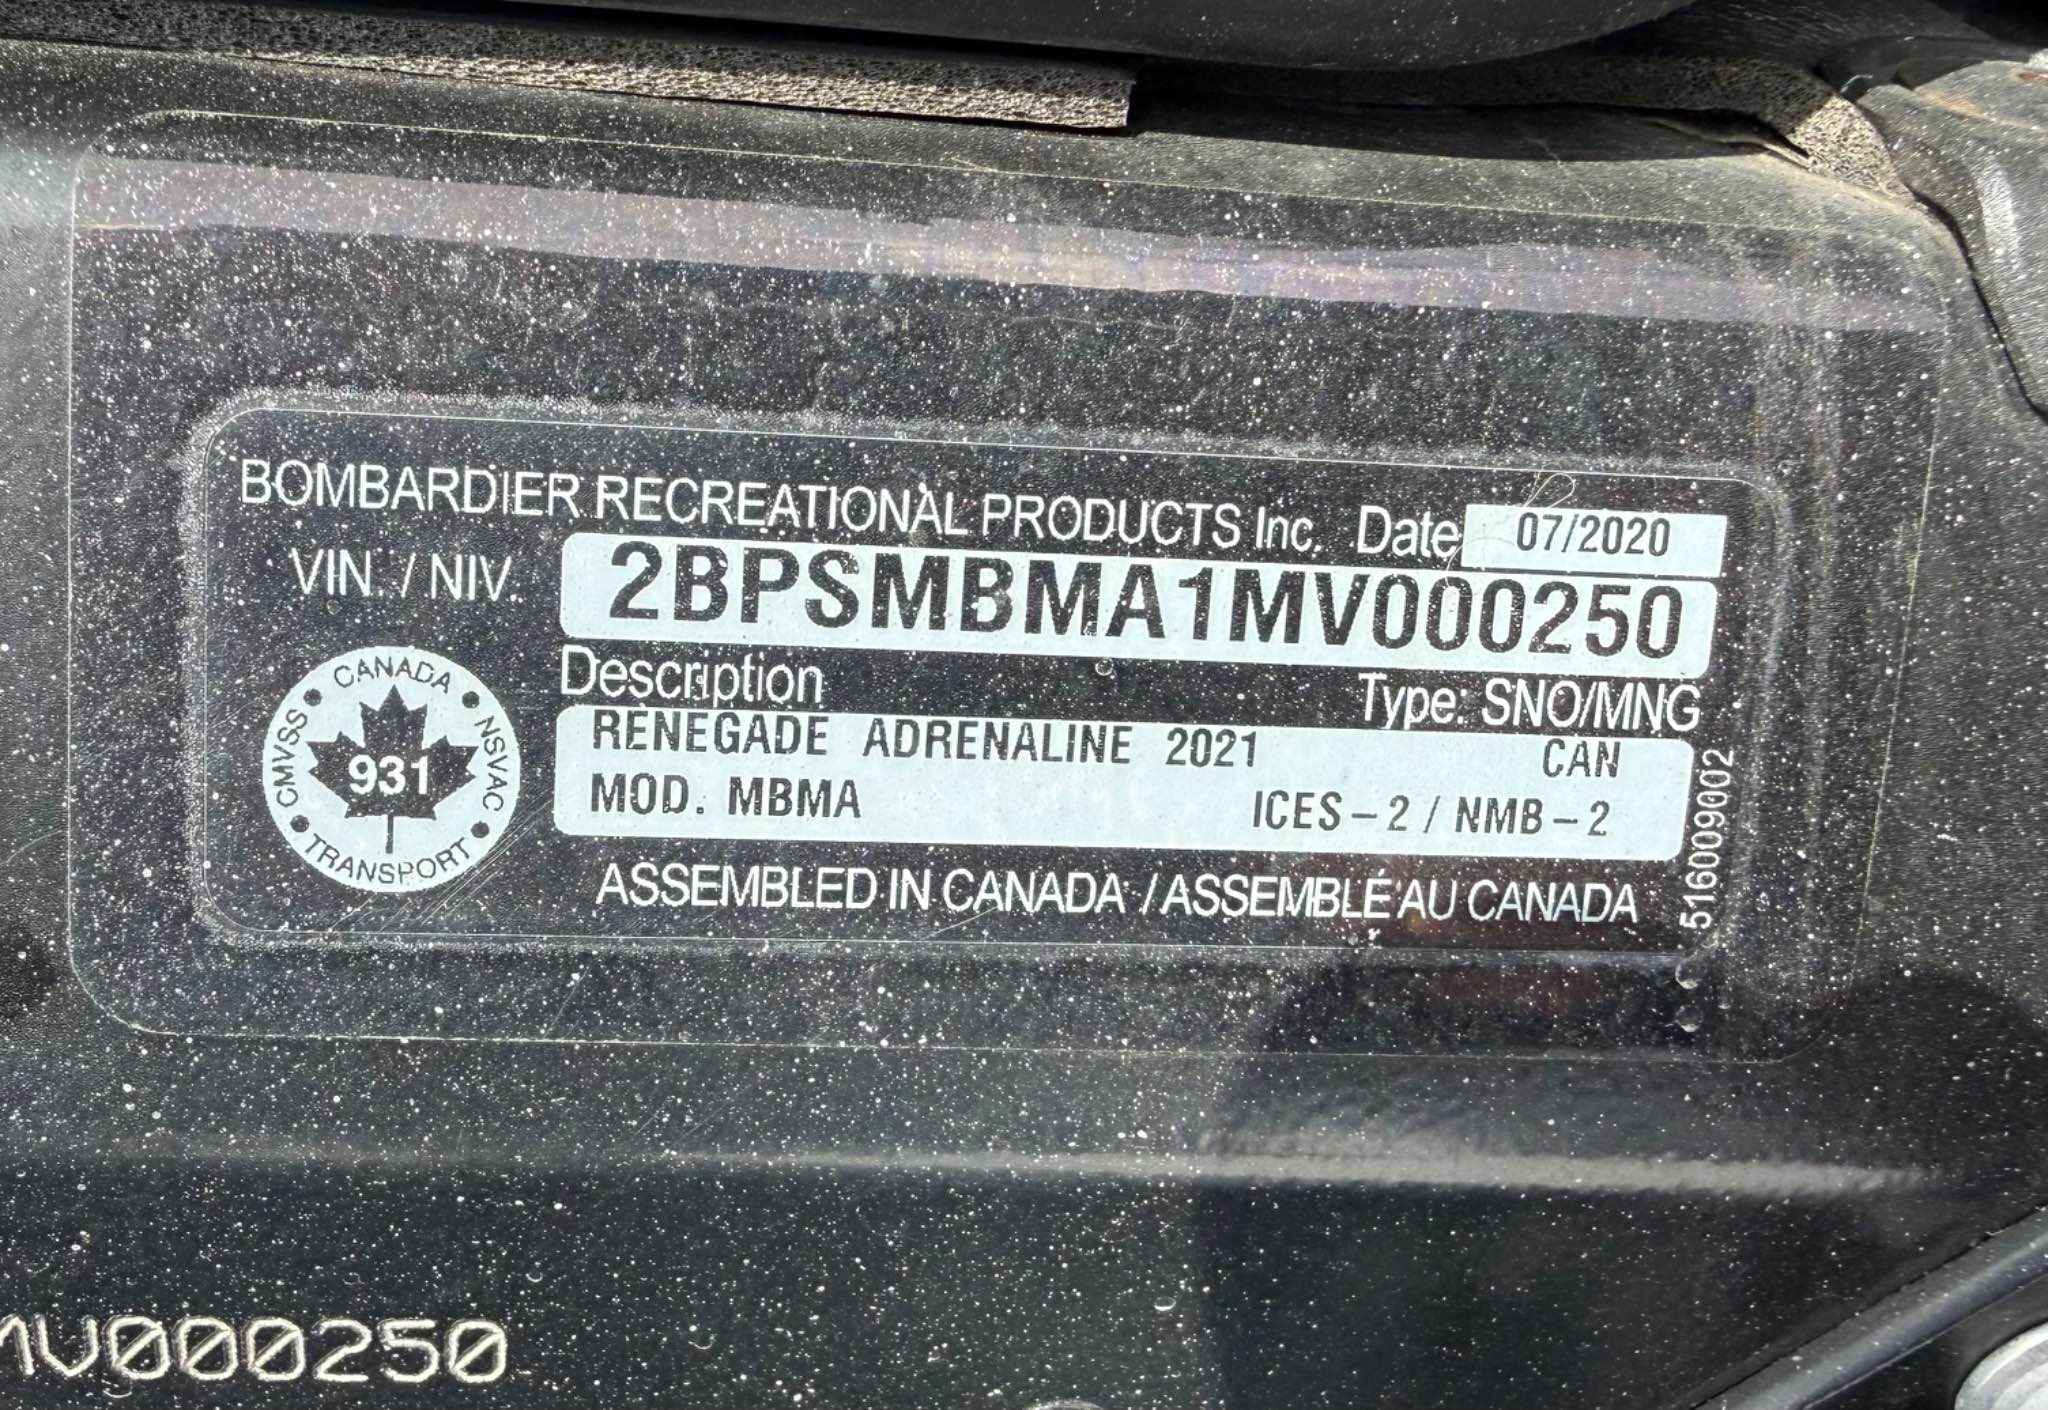 BOMBARDIER RECREATIONAL PRODUCTS Inc. Date 07/2020
VIN. / NIV. 2BPSMBMA1MV000250
Description Type: SNO/MNG
RENEGADE ADRENALINE 2021 CAN
MOD. MBMA ICES-2 / NMB-2
ASSEMBLED IN CANADA / ASSEMBLÉ AU CANADA
516009002
CANADA
CMVSS
NSVAC
931
TRANSPORT
MV000250